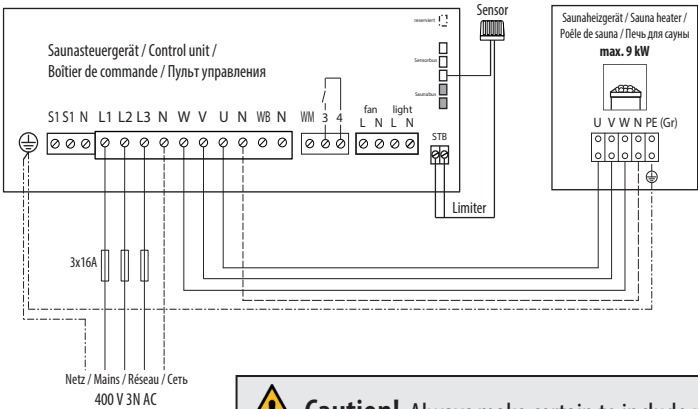 Sensor
reserviert
Saunasteuergerät / Control unit /
Boîtier de commande / Пульт управления
Sensorbus
Saunabus
S1 S1 N L1 L2 L3 N W V U N WB N WM 3 4
fan light
L N L N
STB
Limiter
Saunaheizgerät / Sauna heater /
Poêle de sauna / Печь для сауны
max. 9 kW
U V W N PE (Gr)
3x16A
Netz / Mains / Réseau / Сеть
400 V 3N AC
Caution! Always make certain to include